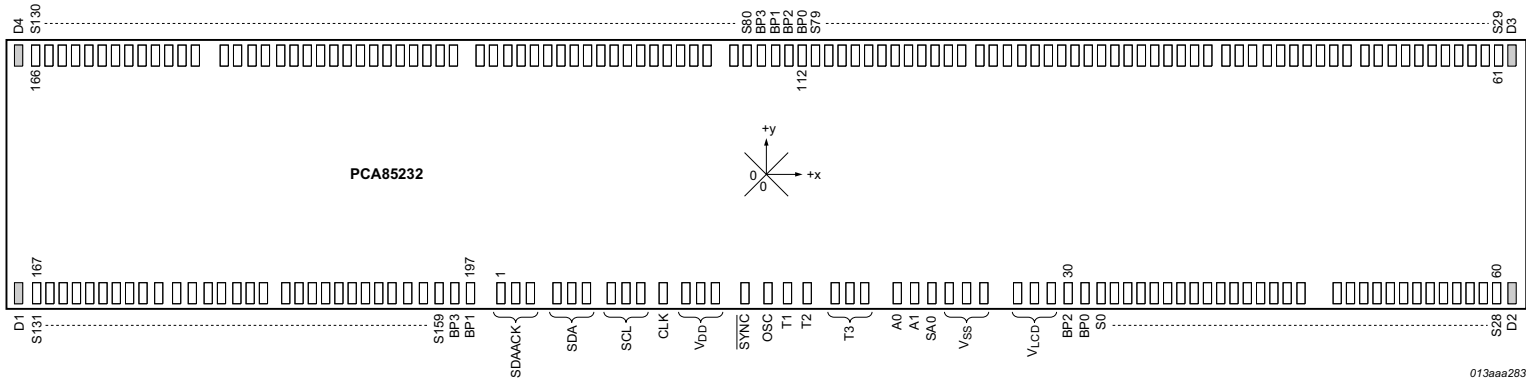 D4
S130
S80
BP3
BP1
BP2
BP0
S79
S29
D3
166
112
61
+y
0
0
+x
PCA85232
167
197
1
30
60
D1
S131
S159
BP3
BP1
SDAACK
SDA
SCL
CLK
VDD
SYNC
OSC
T1
T2
T3
A0
A1
SA0
VSS
VLCD
BP2
BP0
S0
S28
D2
013aaa283